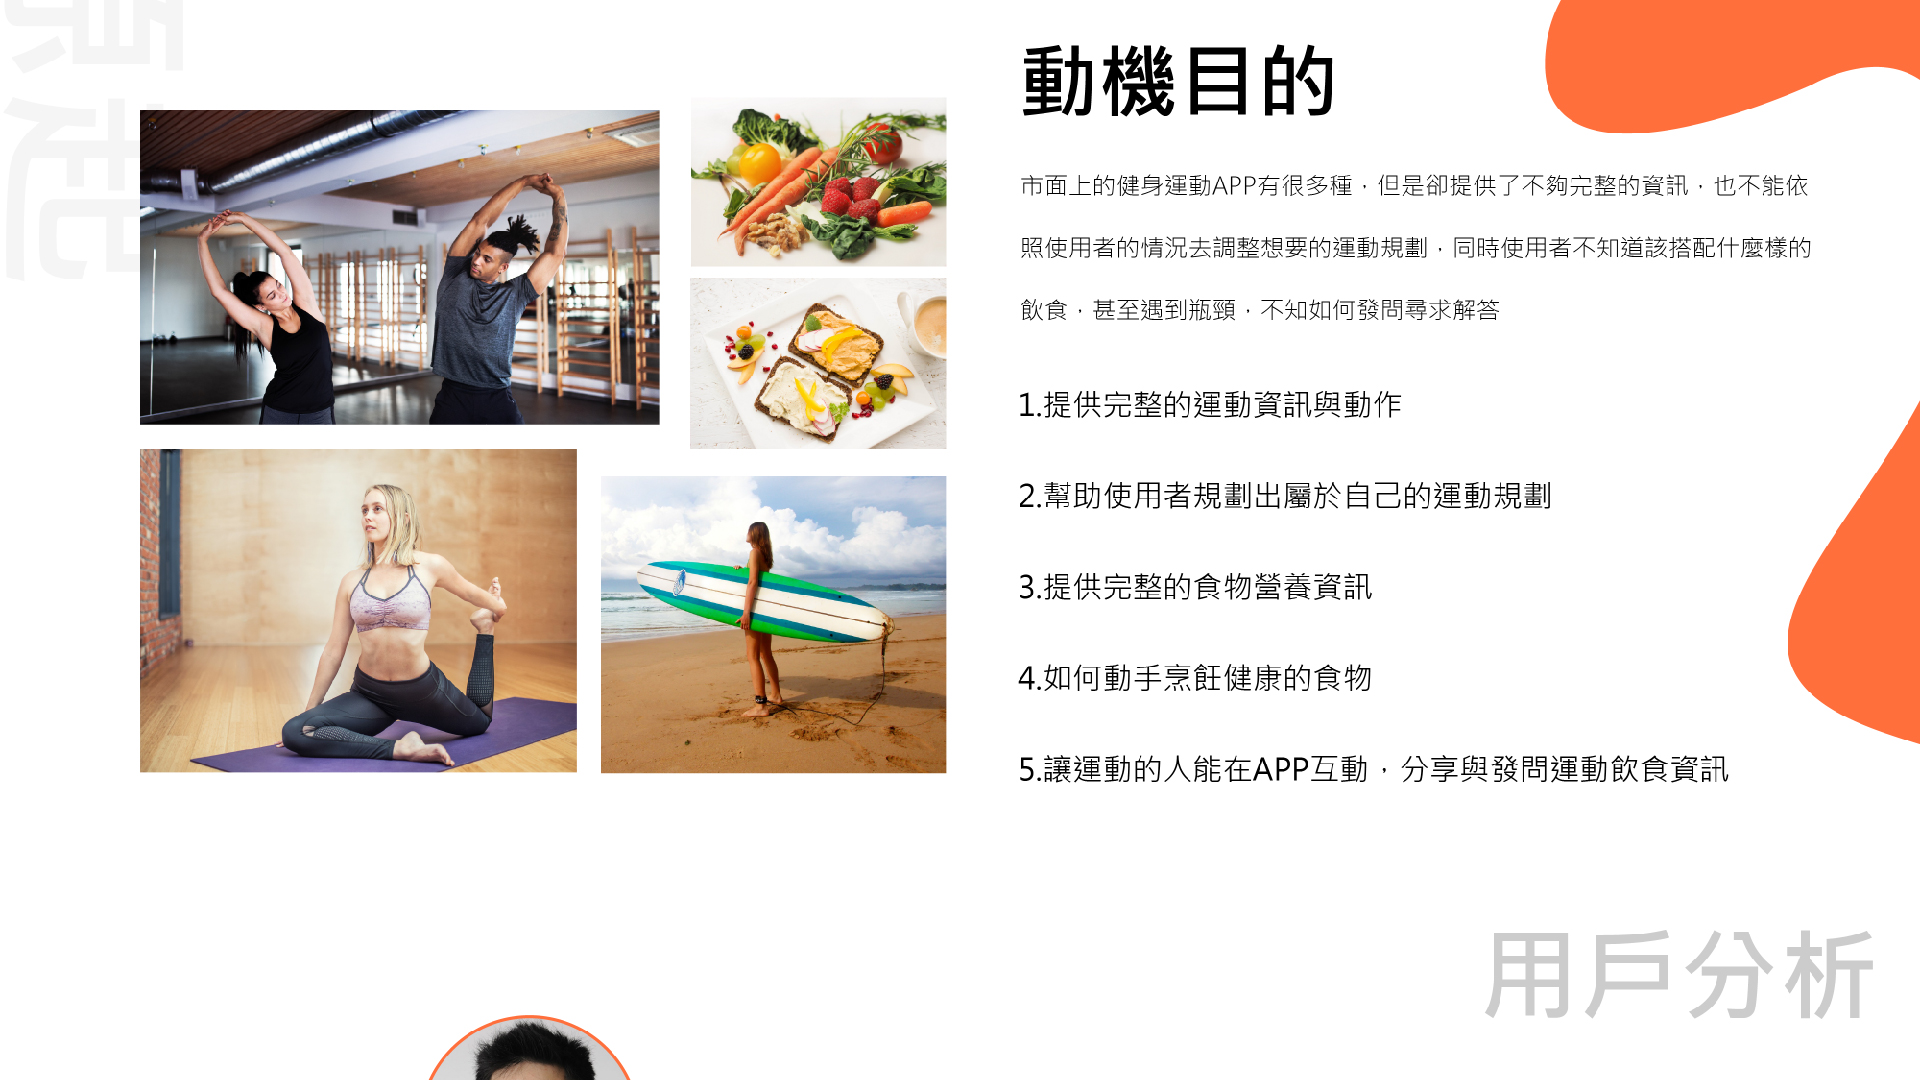 動機目的
市面上的健身運動APP有很多種，但是卻提供了不夠完整的資訊，也不能依
照使用者的情況去調整想要的運動規劃，同時使用者不知道該搭配什麼樣的
飲食，甚至遇到瓶頸，不知如何發問尋求解答
1.提供完整的運動資訊與動作
2.幫助使用者規劃出屬於自己的運動規劃
3.提供完整的食物營養資訊
4.如何動手烹飪健康的食物
5.讓運動的人能在APP互動，分享與發問運動飲食資訊
用戶分析